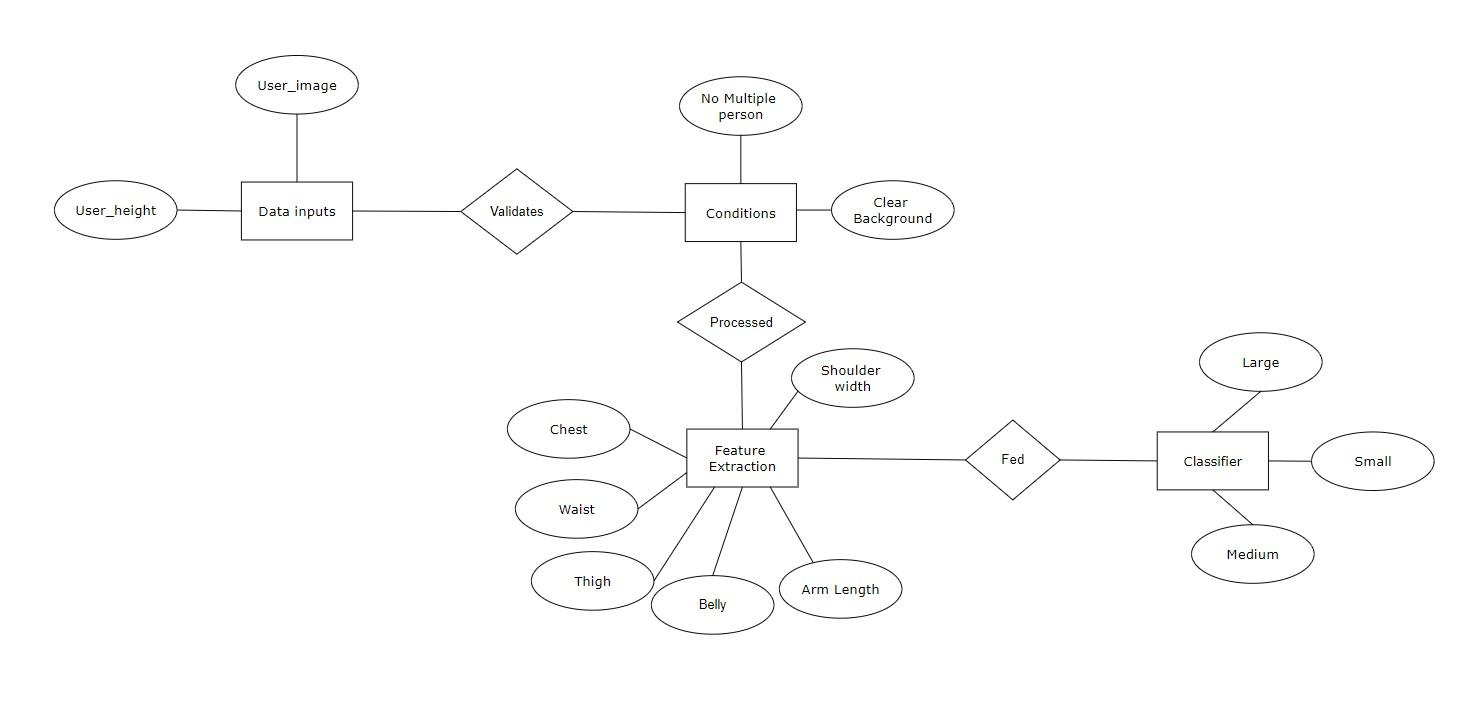 User_image
No Multiple
person
User_height
Data inputs
Validates
Conditions
Clear
Background
Processed
Shoulder
width
Large
Chest
Feature
Extraction
Fed
Classifier
Small
Waist
Thigh
Belly
Arm Length
Medium